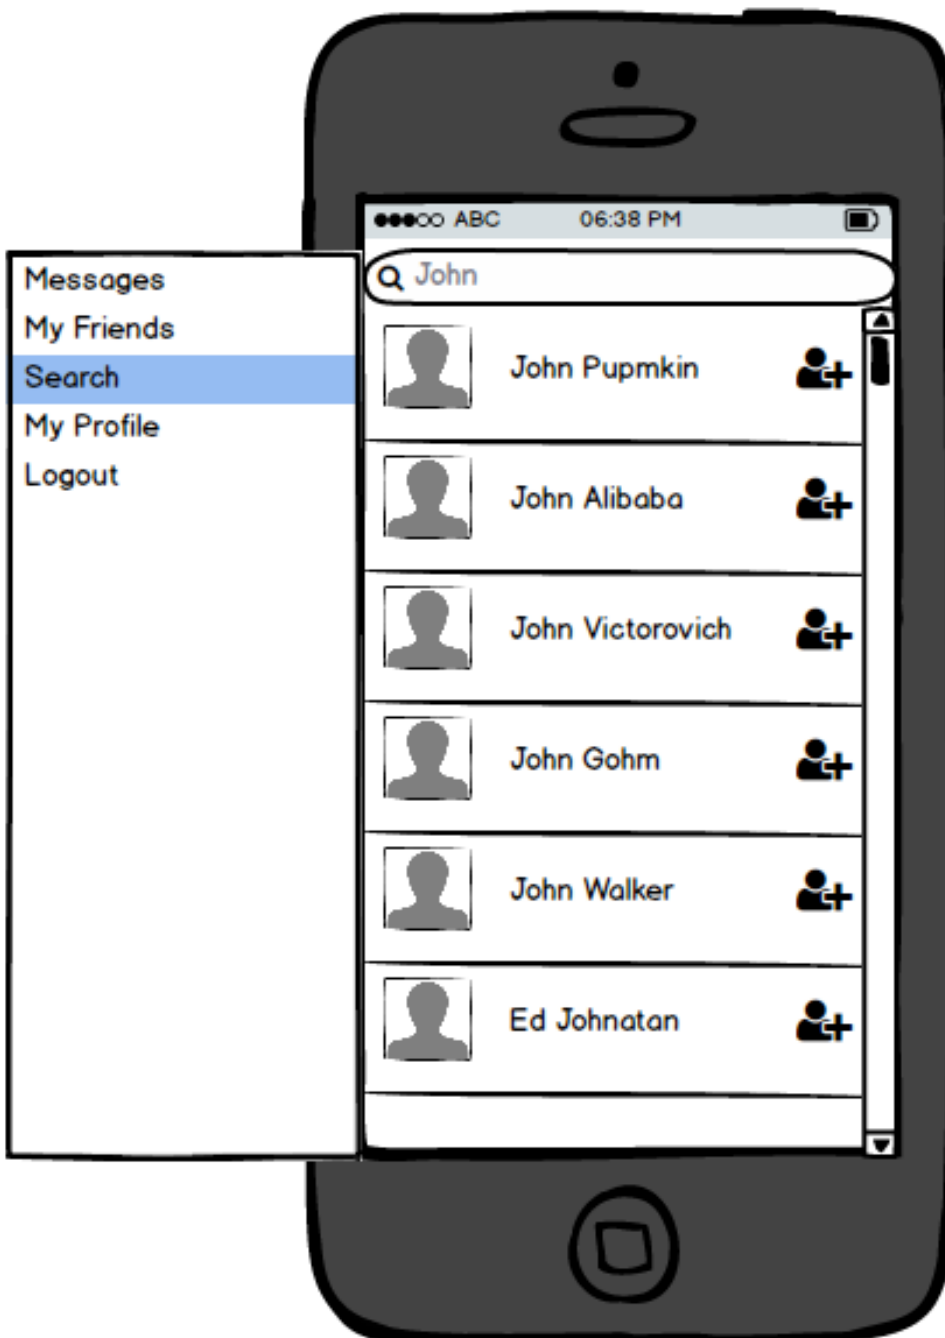 ABC 06:38 PM
John
Messages
My Friends
Search
My Profile
Logout
John Pupmkin
John Alibaba
John Victorovich
John Gohm
John Walker
Ed Johnatan